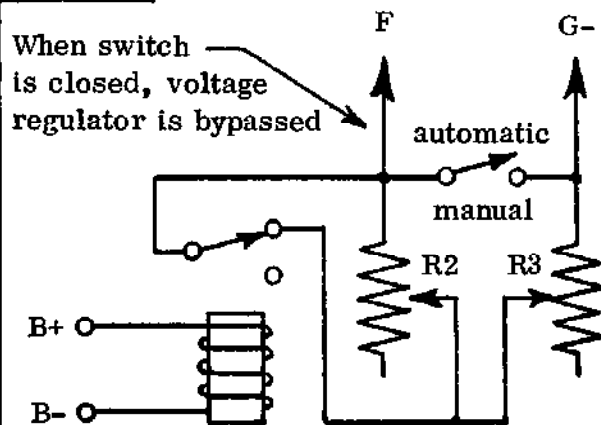 F
G-
When switch
is closed, voltage
regulator is bypassed
automatic
manual
R2
R3
B+
B-